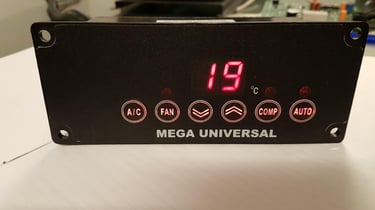 19 °C
A/C FAN COMP AUTO
MEGA UNIVERSAL